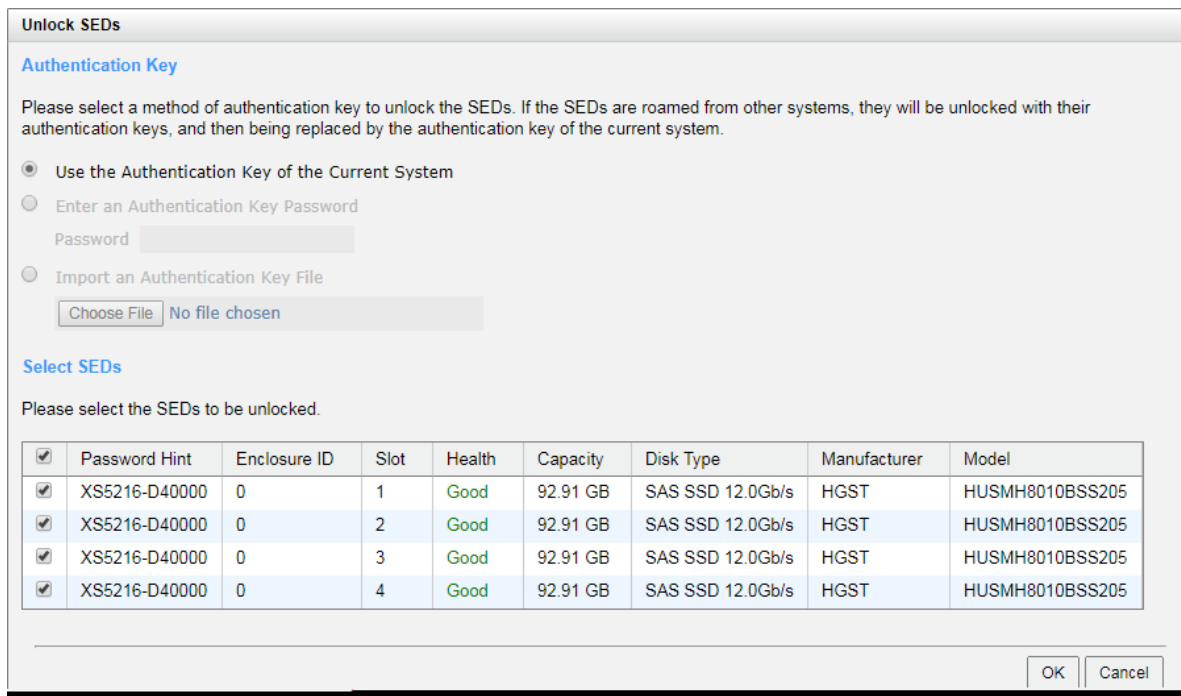 Unlock SEDs
Authentication Key
Please select a method of authentication key to unlock the SEDs. If the SEDs are roamed from other systems, they will be unlocked with their
authentication keys, and then being replaced by the authentication key of the current system.
Use the Authentication Key of the Current System
Enter an Authentication Key Password
Password
Import an Authentication Key File
Choose File No file chosen
Select SEDs
Please select the SEDs to be unlocked.
Password Hint Enclosure ID Slot Health Capacity Disk Type Manufacturer Model
XS5216-D40000 0 1 Good 92.91 GB SAS SSD 12.0Gb/s HGST HUSMH8010BSS205
XS5216-D40000 0 2 Good 92.91 GB SAS SSD 12.0Gb/s HGST HUSMH8010BSS205
XS5216-D40000 0 3 Good 92.91 GB SAS SSD 12.0Gb/s HGST HUSMH8010BSS205
XS5216-D40000 0 4 Good 92.91 GB SAS SSD 12.0Gb/s HGST HUSMH8010BSS205
OK Cancel